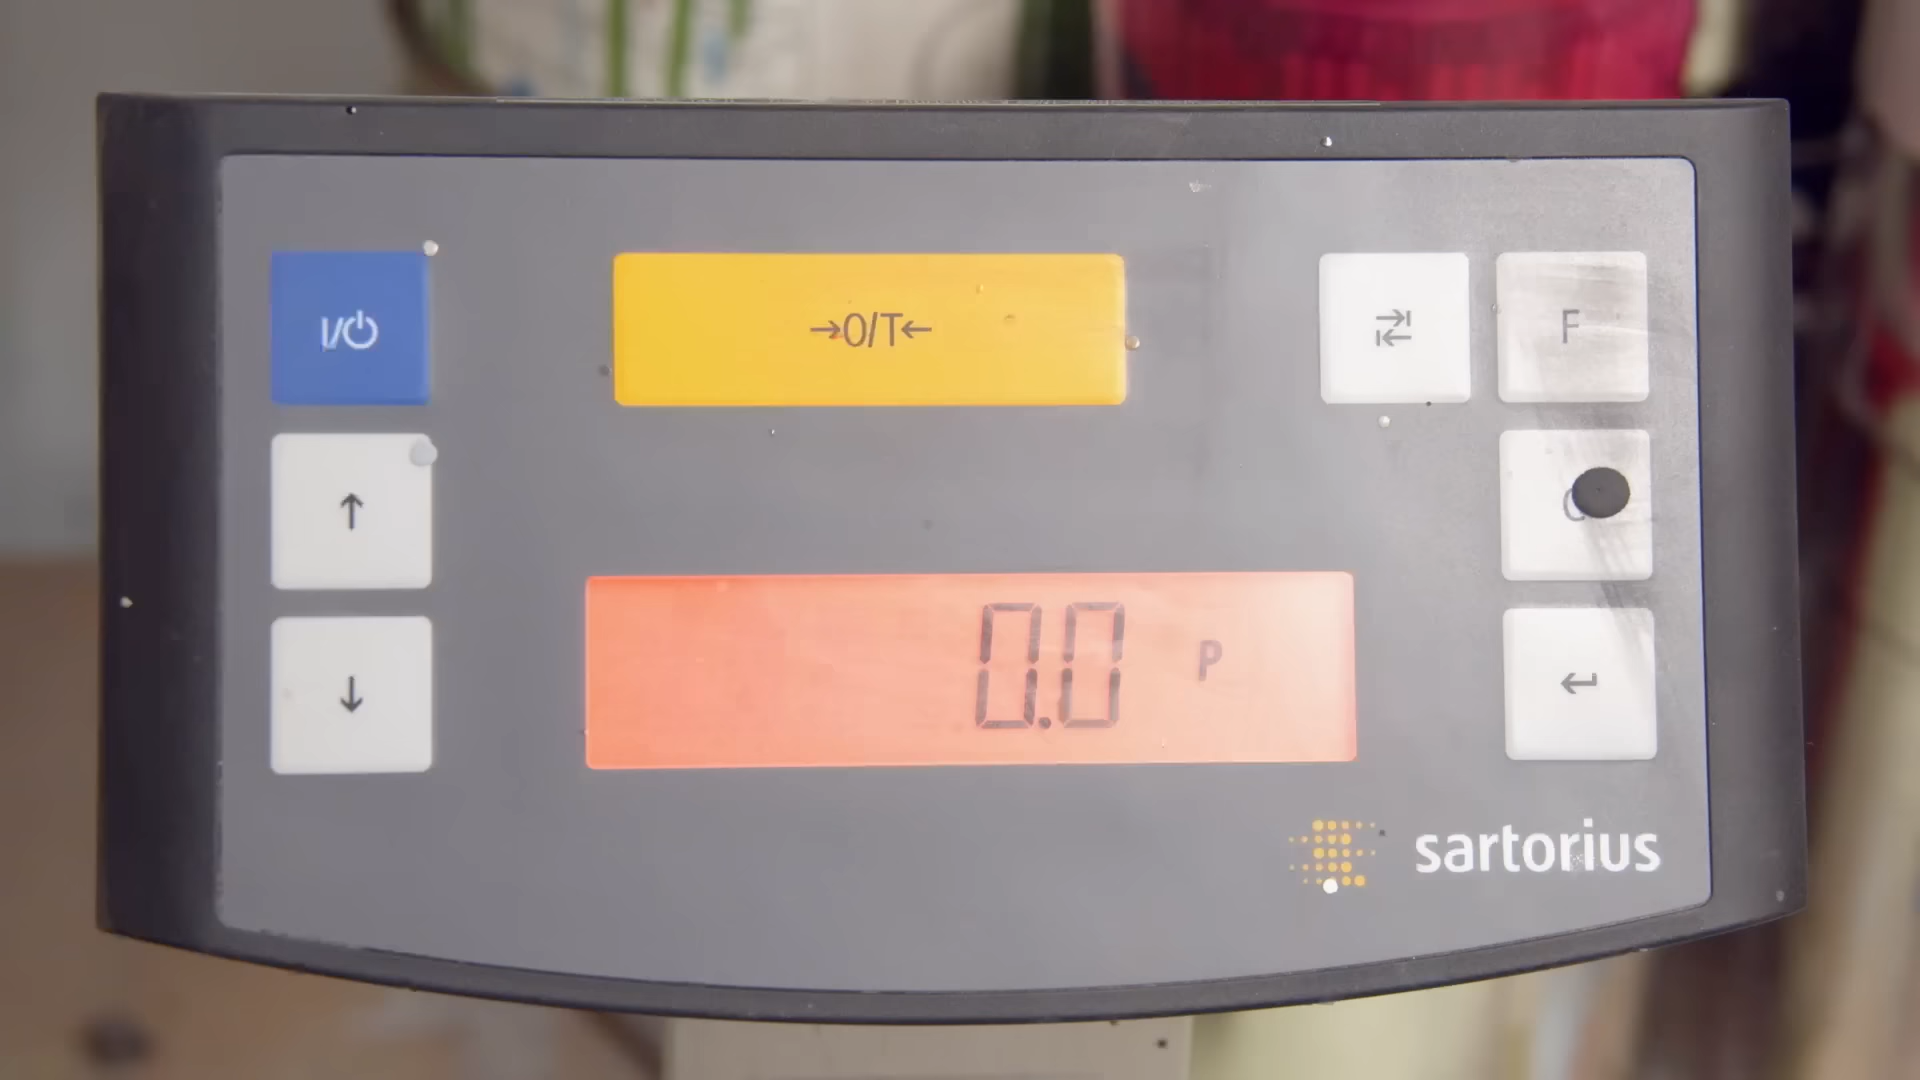 I/⏻
→0/T←
F
↑
C
0.0 P
↓
sartorius